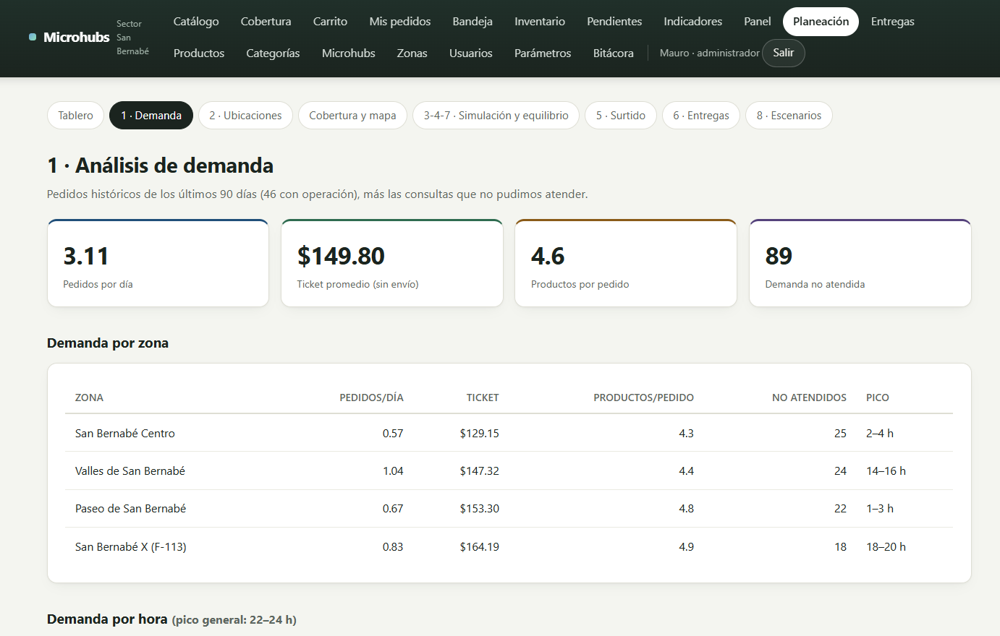 Microhubs
Sector
San
Bernabé
Catálogo Cobertura Carrito Mis pedidos Bandeja Inventario Pendientes Indicadores Panel Planeación Entregas
Productos Categorías Microhubs Zonas Usuarios Parámetros Bitácora Mauro · administrador Salir
Tablero 1 · Demanda 2 · Ubicaciones Cobertura y mapa 3-4-7 · Simulación y equilibrio 5 · Surtido 6 · Entregas 8 · Escenarios
1 · Análisis de demanda
Pedidos históricos de los últimos 90 días (46 con operación), más las consultas que no pudimos atender.
3.11
Pedidos por día
$149.80
Ticket promedio (sin envío)
4.6
Productos por pedido
89
Demanda no atendida
Demanda por zona
ZONA PEDIDOS/DÍA TICKET PRODUCTOS/PEDIDO NO ATENDIDOS PICO
San Bernabé Centro 0.57 $129.15 4.3 25 2–4 h
Valles de San Bernabé 1.04 $147.32 4.4 24 14–16 h
Paseo de San Bernabé 0.67 $153.30 4.8 22 1–3 h
San Bernabé X (F-113) 0.83 $164.19 4.9 18 18–20 h
Demanda por hora (pico general: 22–24 h)